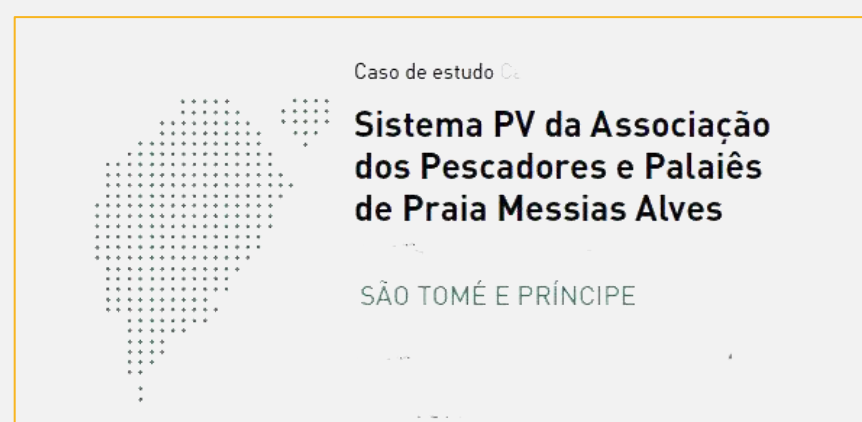 Caso de estudo
Sistema PV da Associação
dos Pescadores e Palaiês
de Praia Messias Alves
SÃO TOMÉ E PRÍNCIPE